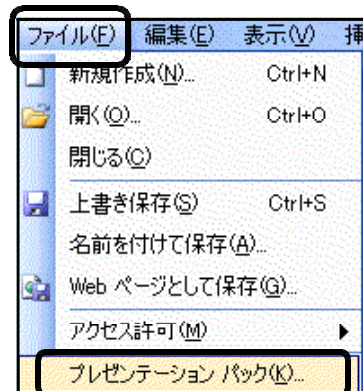 ファイル(F) 編集(E) 表示(V) 挿
新規作成(N)... Ctrl+N
開く(O)... Ctrl+O
閉じる(C)
上書き保存(S) Ctrl+S
名前を付けて保存(A)...
Web ページとして保存(G)...
アクセス許可(M)
プレゼンテーション パック(K)...